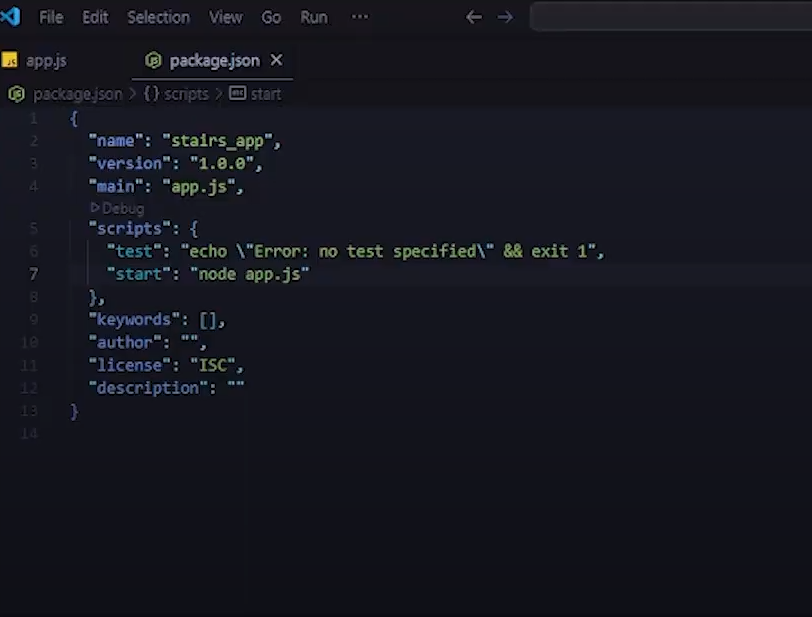 File Edit Selection View Go Run ...
app.js package.json
package.json > {} scripts > abc start
1 {
2 "name": "stairs_app",
3 "version": "1.0.0",
4 "main": "app.js",
Debug
5 "scripts": {
6 "test": "echo \"Error: no test specified\" && exit 1",
7 "start": "node app.js"
8 },
9 "keywords": [],
10 "author": "",
11 "license": "ISC",
12 "description": ""
13 }
14